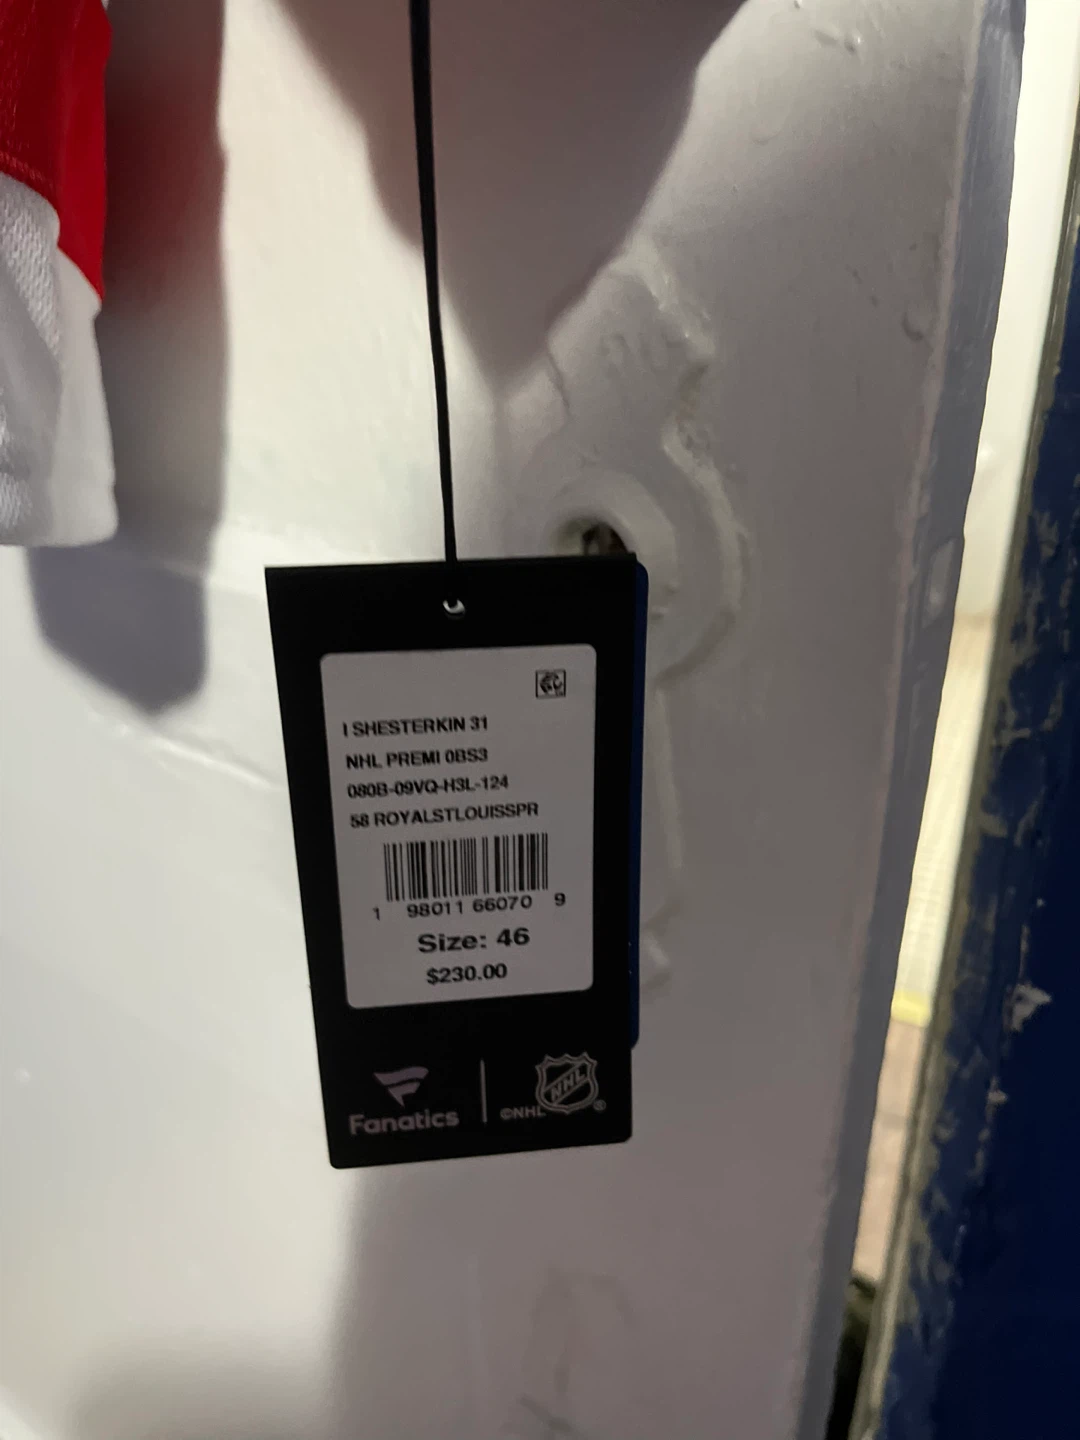 I SHESTERKIN 31
NHL PREMI 0BS3
080B-09VQ-H3L-124
58 ROYALSTLOUISSPR
1 98011 66070 9
Size: 46
$230.00
Fanatics
NHL
©NHL ®